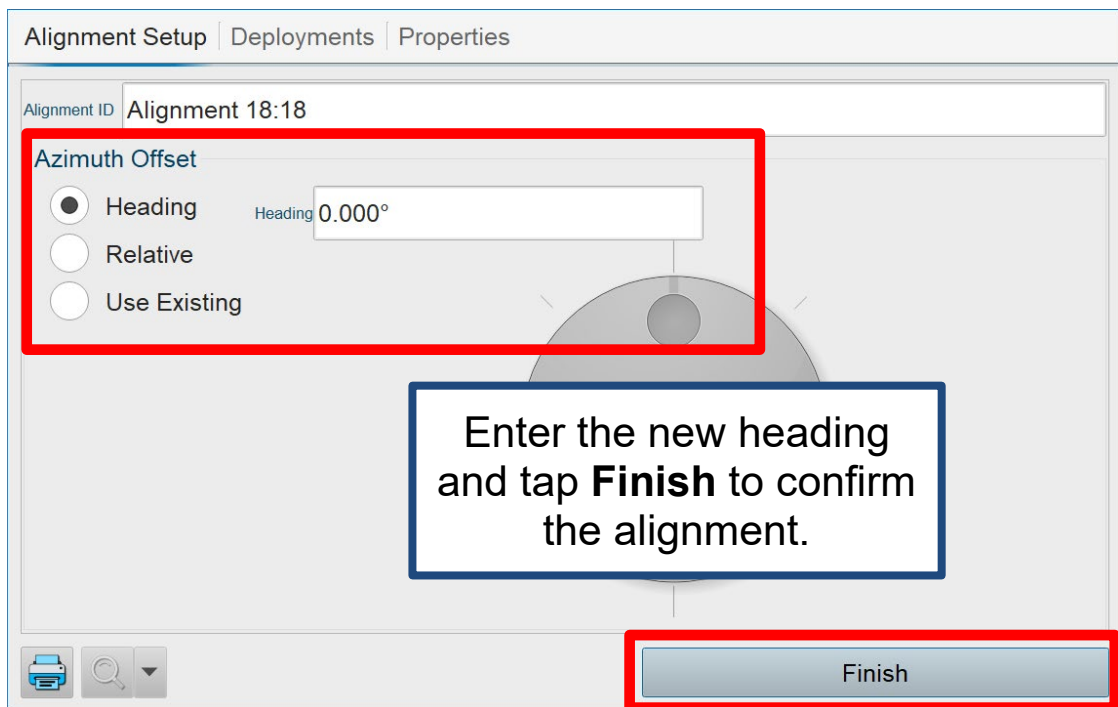 Alignment Setup Deployments Properties
Alignment ID Alignment 18:18
Azimuth Offset
Heading Heading 0.000°
Relative
Use Existing
Enter the new heading
and tap Finish to confirm
the alignment.
Finish